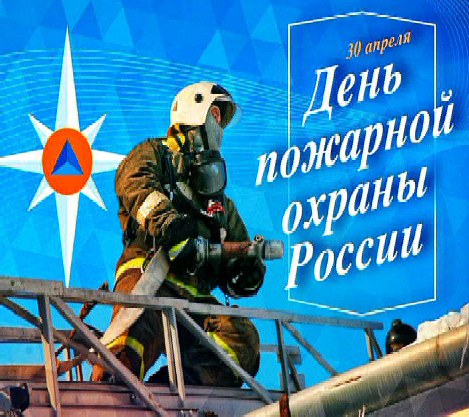 30 апреля
День
пожарной
охраны
России